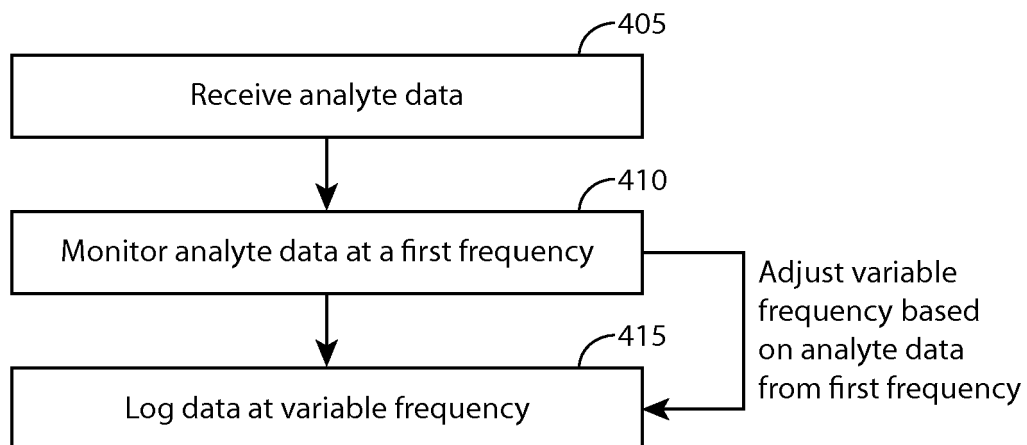 405
Receive analyte data
410
Monitor analyte data at a first frequency
Adjust variable
frequency based
on analyte data
from first frequency
415
Log data at variable frequency